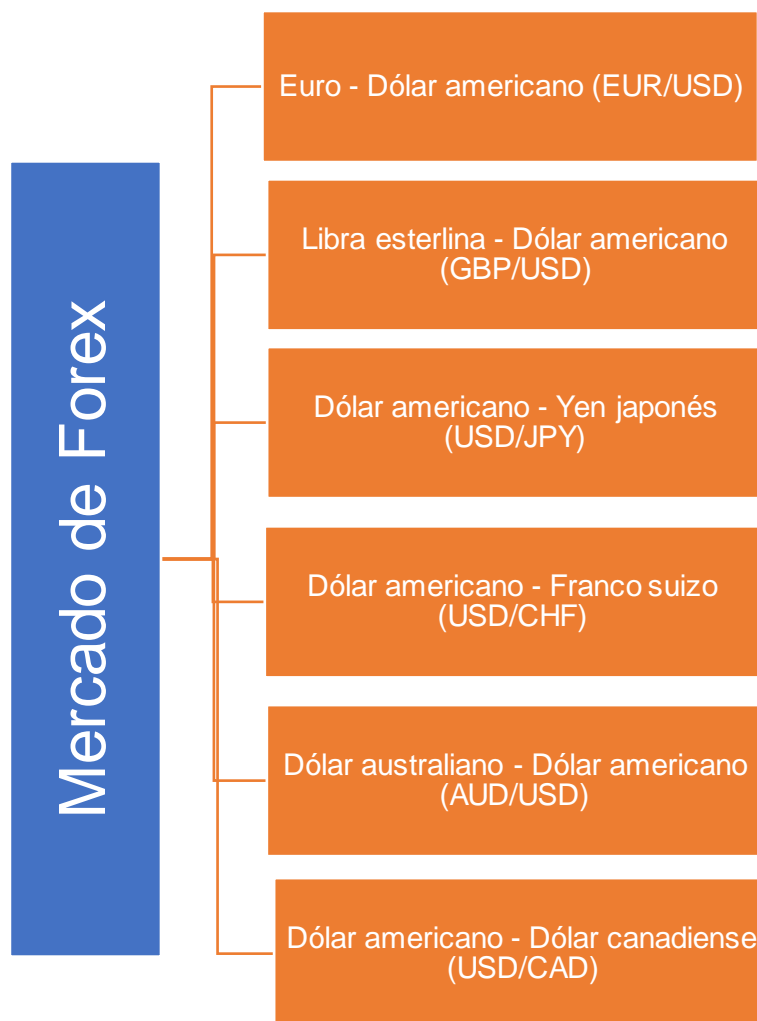 Mercado de Forex
Euro - Dólar americano (EUR/USD)
Libra esterlina - Dólar americano
(GBP/USD)
Dólar americano - Yen japonés
(USD/JPY)
Dólar americano - Franco suizo
(USD/CHF)
Dólar australiano - Dólar americano
(AUD/USD)
Dólar americano - Dólar canadiense
(USD/CAD)